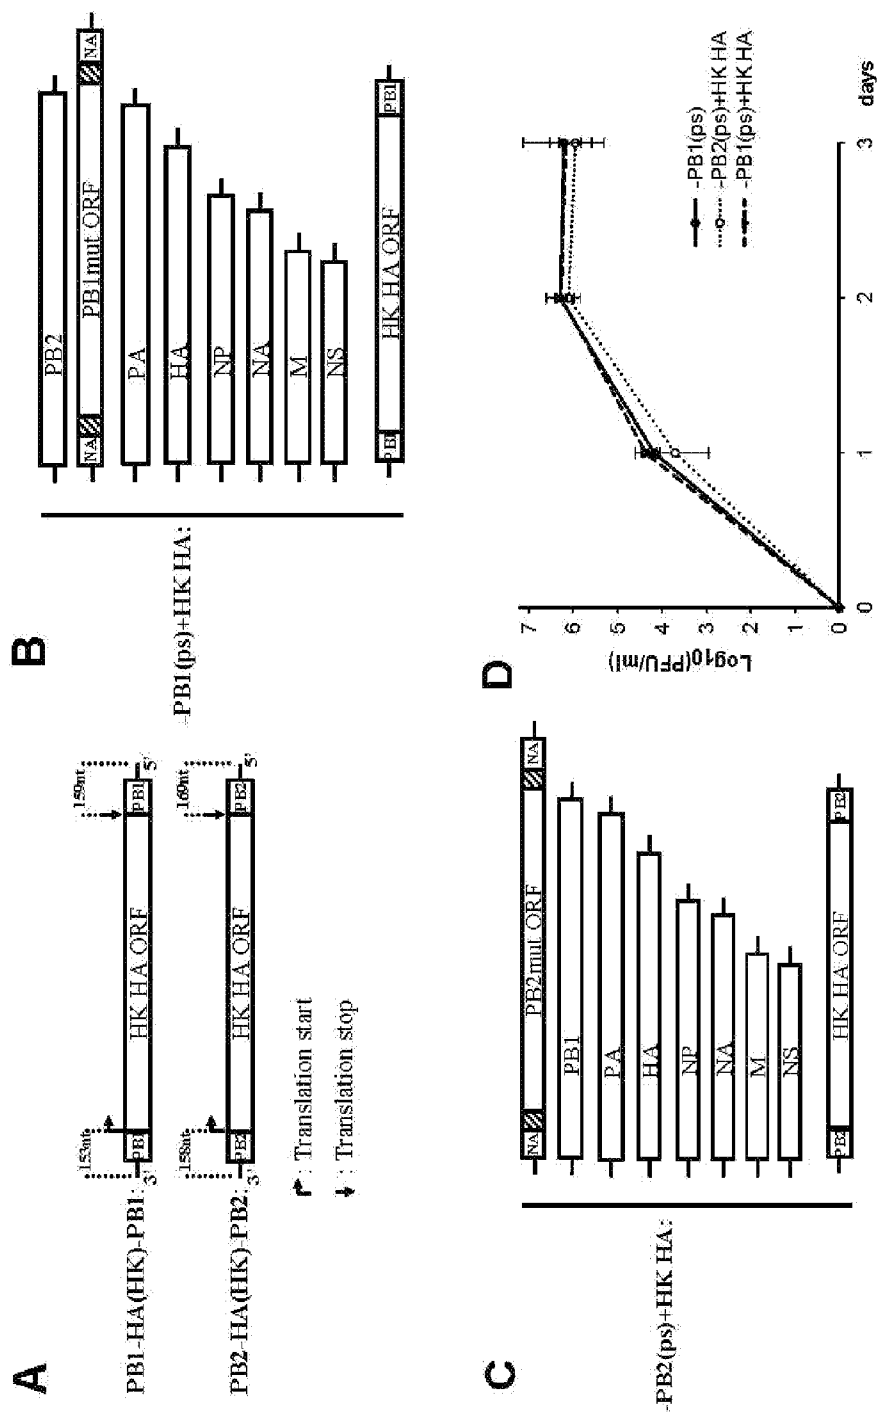 A
PB1-HA(HK)-PB1:
3'
153nt
159nt
PB1
HK HA ORF
PB1
5'
PB2-HA(HK)-PB2:
3'
158nt
169nt
PB2
HK HA ORF
PB2
5'
: Translation start
: Translation stop
B
-PB1(ps)+HK HA:
PB2
NA
PB1mut ORF
NA
PA
HA
NP
NA
M
NS
PB1
HK HA ORF
PB1
C
-PB2(ps)+HK HA:
NA
PB2mut ORF
NA
PB1
PA
HA
NP
NA
M
NS
PB2
HK HA ORF
PB2
D
Log10(PFU/ml)
7
6
5
4
3
2
1
0
0
1
2
3
days
-PB1(ps)
-PB2(ps)+HK HA
-PB1(ps)+HK HA